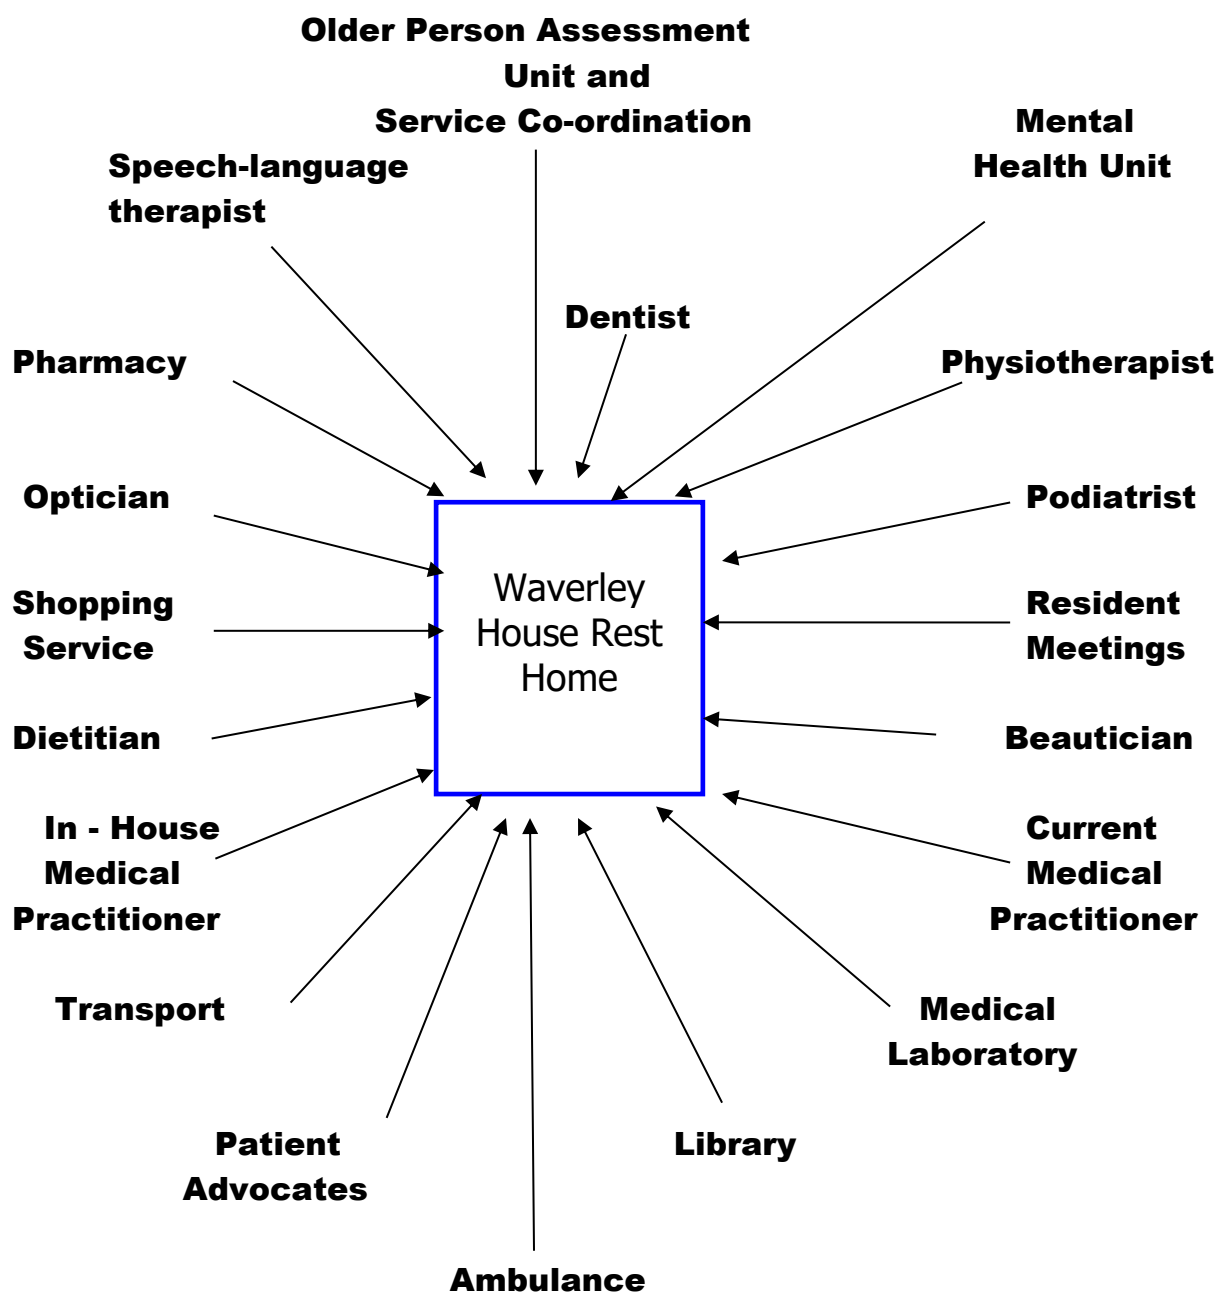 Older Person Assessment
Unit and
Service Co-ordination
Mental
Health Unit
Speech-language
therapist
Dentist
Pharmacy
Physiotherapist
Optician
Podiatrist
Waverley
House Rest
Home
Shopping
Service
Resident
Meetings
Dietitian
Beautician
In - House
Medical
Practitioner
Current
Medical
Practitioner
Transport
Medical
Laboratory
Patient
Advocates
Library
Ambulance